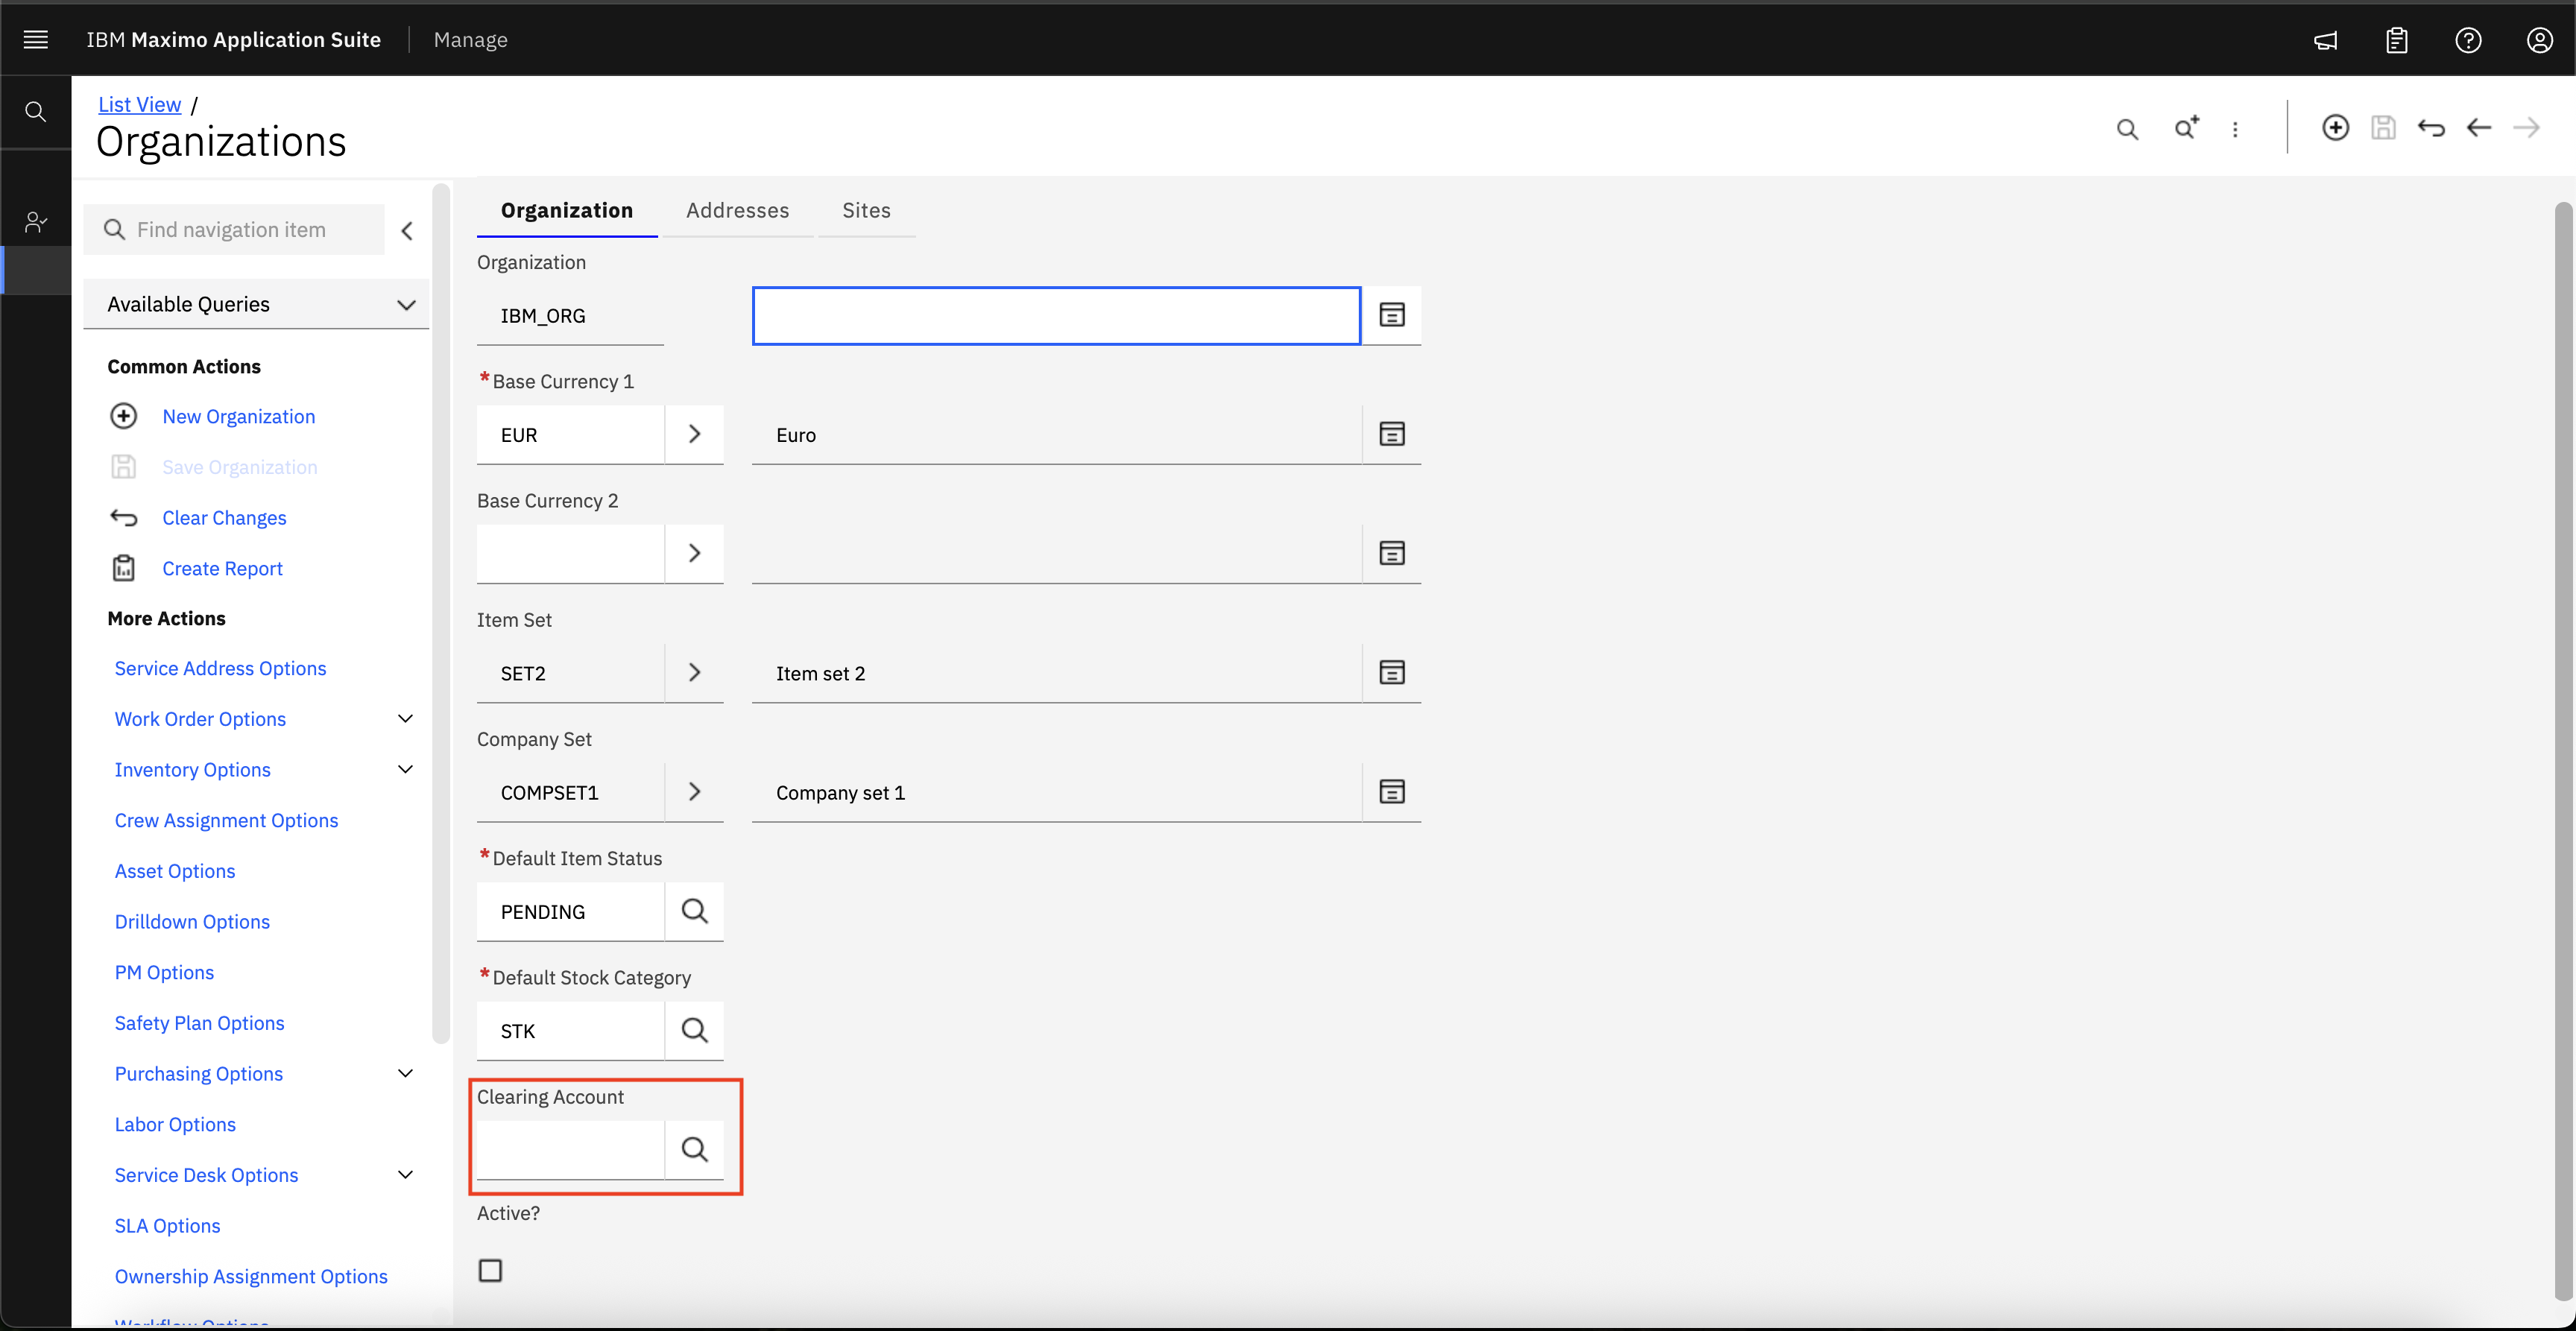 IBM Maximo Application Suite | Manage
List View /
Organizations
Find navigation item
Available Queries
Common Actions
New Organization
Save Organization
Clear Changes
Create Report
More Actions
Service Address Options
Work Order Options
Inventory Options
Crew Assignment Options
Asset Options
Drilldown Options
PM Options
Safety Plan Options
Purchasing Options
Labor Options
Service Desk Options
SLA Options
Ownership Assignment Options
Workflow Options
Organization Addresses Sites
Organization
IBM_ORG
*Base Currency 1
EUR Euro
Base Currency 2
Item Set
SET2 Item set 2
Company Set
COMPSET1 Company set 1
*Default Item Status
PENDING
*Default Stock Category
STK
Clearing Account
Active?